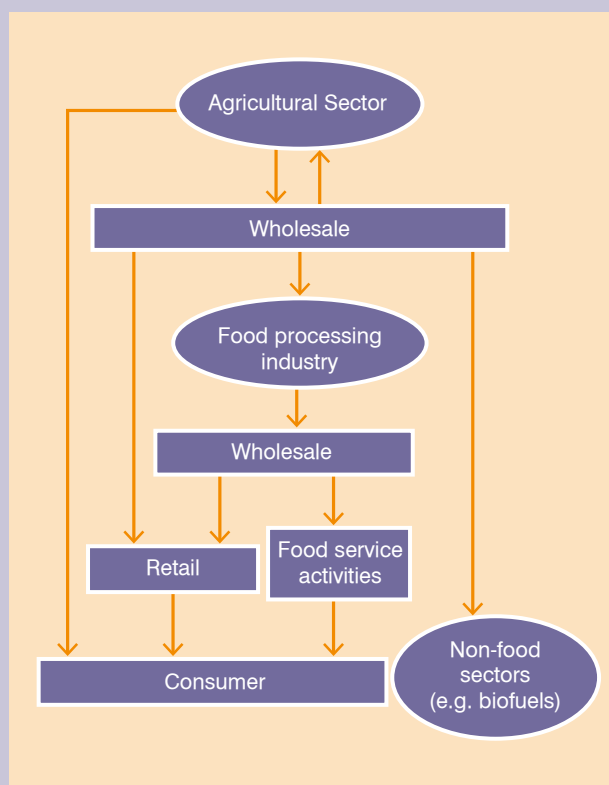 Agricultural Sector
Wholesale
Food processing
industry
Wholesale
Retail
Food service
activities
Consumer
Non-food
sectors
(e.g. biofuels)